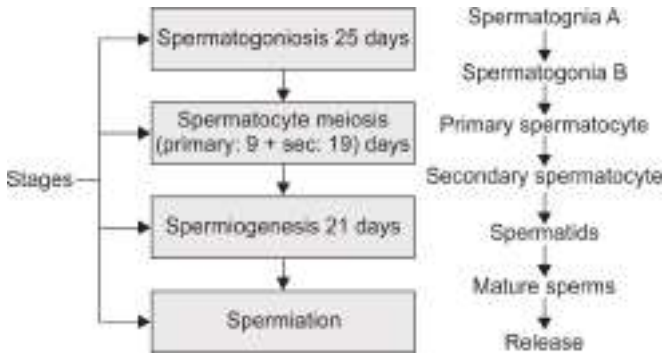 Spermatogoniosis 25 days
Spermatocyte meiosis
(primary: 9 + sec: 19) days
Stages
Spermiogenesis 21 days
Spermiation
Spermatognia A
Spermatogonia B
Primary spermatocyte
Secondary spermatocyte
Spermatids
Mature sperms
Release